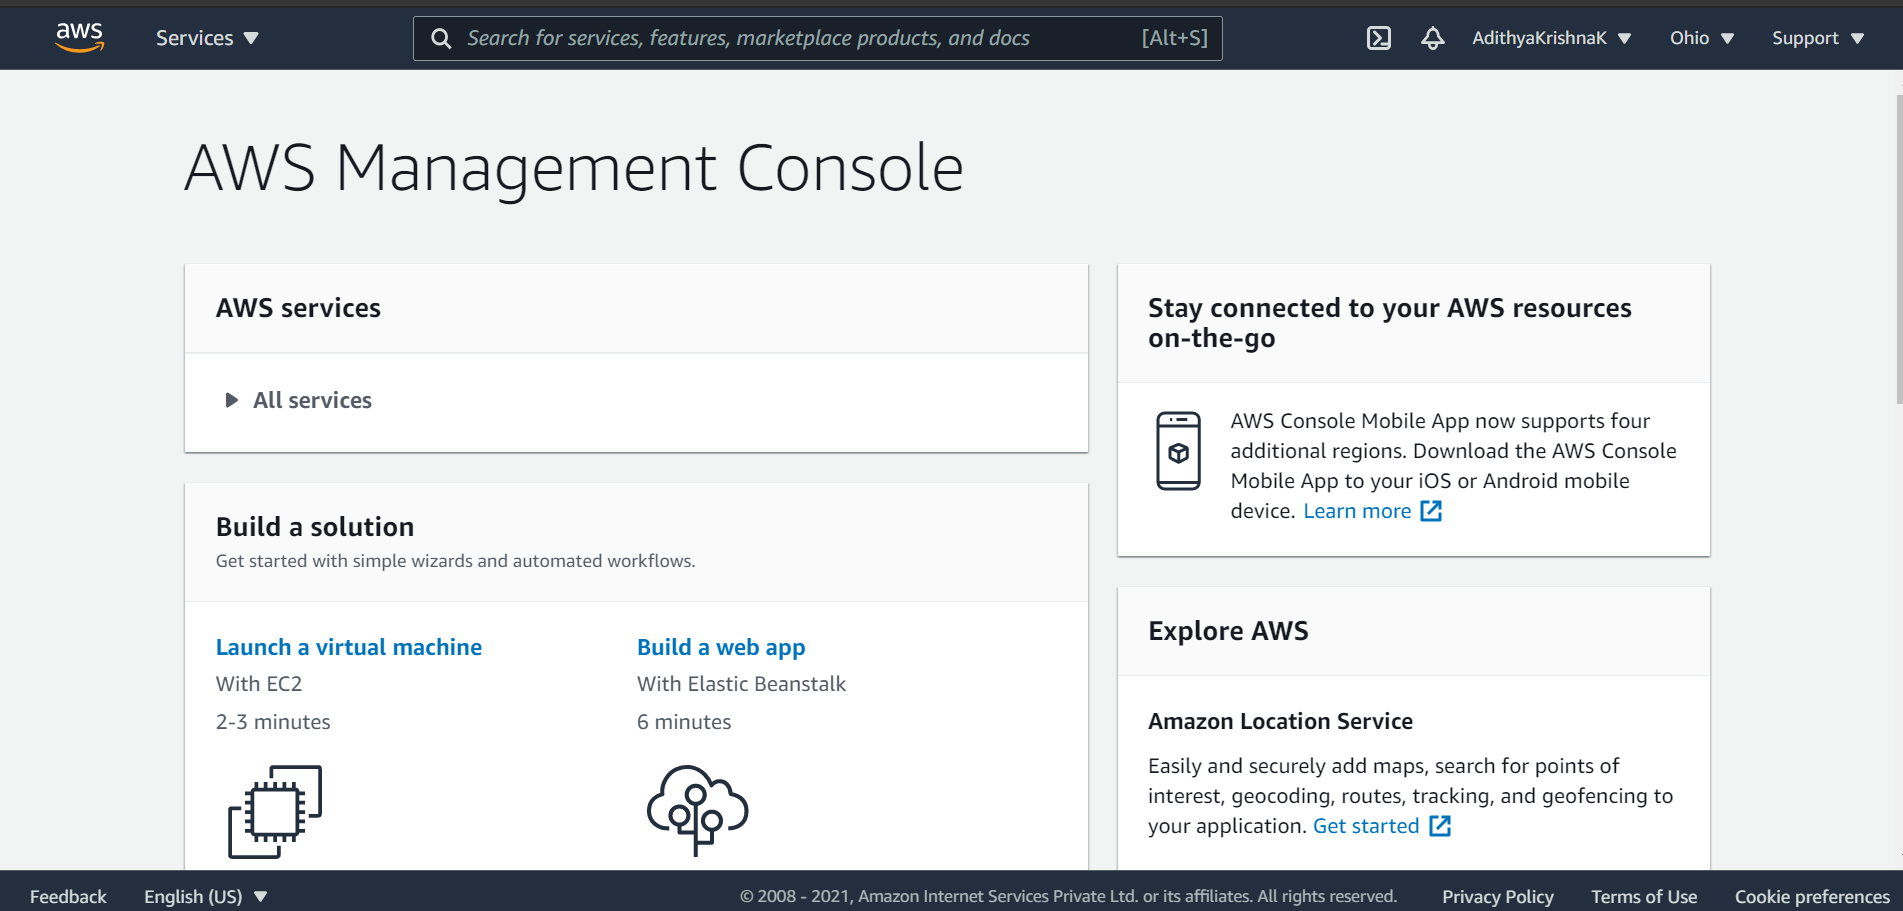 aws
Services
Search for services, features, marketplace products, and docs
[Alt+S]
AdithyaKrishnaK
Ohio
Support
AWS Management Console
AWS services
All services
Build a solution
Get started with simple wizards and automated workflows.
Launch a virtual machine
With EC2
2-3 minutes
Build a web app
With Elastic Beanstalk
6 minutes
Stay connected to your AWS resources
on-the-go
AWS Console Mobile App now supports four
additional regions. Download the AWS Console
Mobile App to your iOS or Android mobile
device. Learn more
Explore AWS
Amazon Location Service
Easily and securely add maps, search for points of
interest, geocoding, routes, tracking, and geofencing to
your application. Get started
Feedback
English (US)
© 2008 - 2021, Amazon Internet Services Private Ltd. or its affiliates. All rights reserved.
Privacy Policy
Terms of Use
Cookie preferences